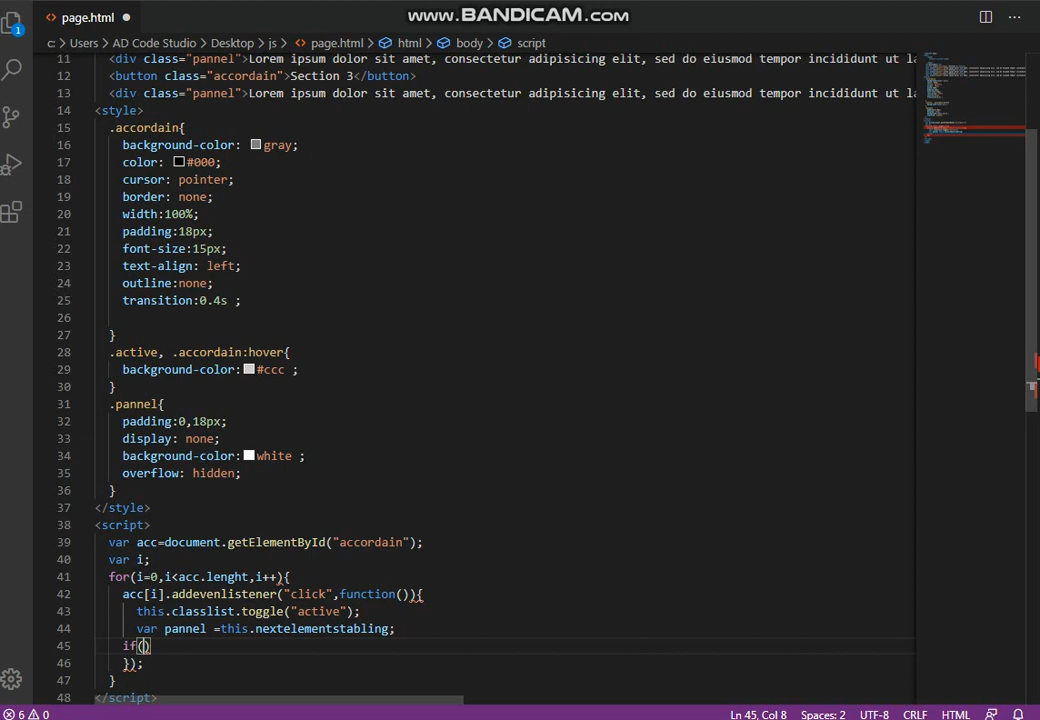 page.html
www.BANDICAM.com
1
c: > Users > AD Code Studio > Desktop > js > page.html > html > body > script
11 <div class="pannel">Lorem ipsum dolor sit amet, consectetur adipisicing elit, sed do eiusmod tempor incididunt ut la
12 <button class="accordain">Section 3</button>
13 <div class="pannel">Lorem ipsum dolor sit amet, consectetur adipisicing elit, sed do eiusmod tempor incididunt ut la
14 <style>
15 .accordain{
16 background-color: gray;
17 color: #000;
18 cursor: pointer;
19 border: none;
20 width:100%;
21 padding:18px;
22 font-size:15px;
23 text-align: left;
24 outline:none;
25 transition:0.4s ;
26
27 }
28 .active, .accordain:hover{
29 background-color: #ccc ;
30 }
31 .pannel{
32 padding:0,18px;
33 display: none;
34 background-color: white ;
35 overflow: hidden;
36 }
37 </style>
38 <script>
39 var acc=document.getElementById("accordain");
40 var i;
41 for(i=0,i<acc.lenght,i++){
42 acc[i].addevenlistener("click",function()){
43 this.classlist.toggle("active");
44 var pannel =this.nextelementstabling;
45 if()
46 });
47 }
48 </script>
6 0
Ln 45, Col 8 Spaces: 2 UTF-8 CRLF HTML